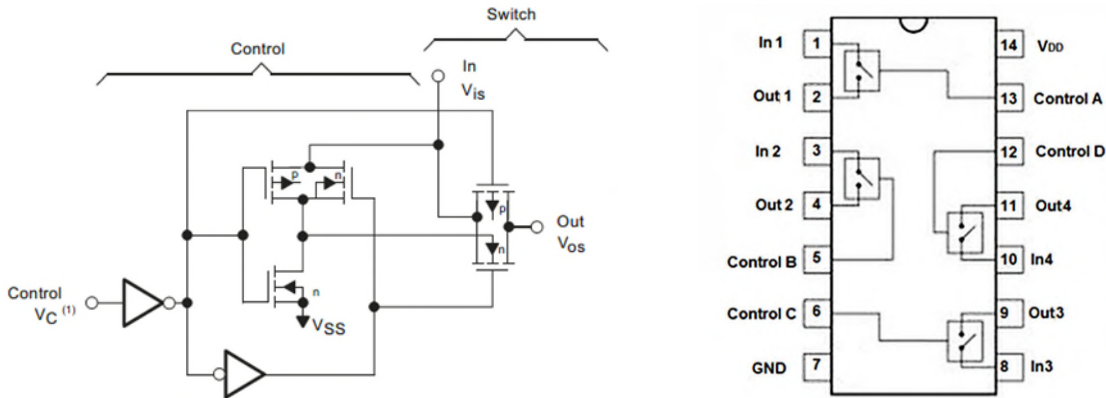 Switch
Control
In
Vis
p
n
p
n
Out
Vos
n
VSS
Control
VC (1)
In 1
1
14
VDD
Out 1
2
13
Control A
In 2
3
12
Control D
Out 2
4
11
Out4
Control B
5
10
In4
Control C
6
9
Out3
GND
7
8
In3